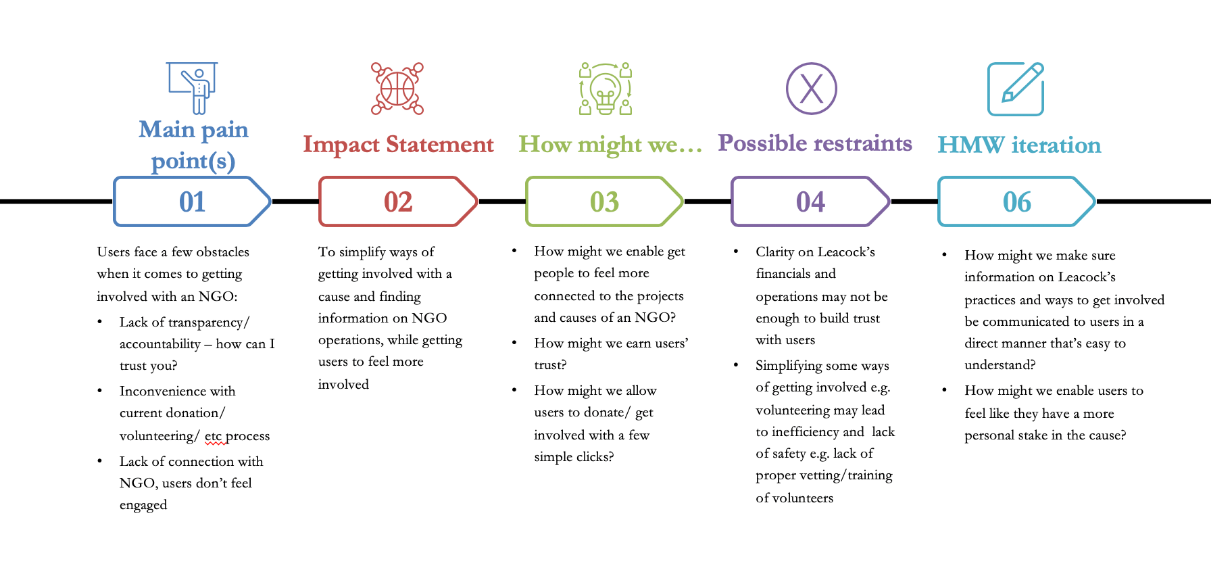 Main pain
point(s)
Impact Statement
How might we…
Possible restraints
HMW iteration
01
02
03
04
06
Users face a few obstacles
when it comes to getting
involved with an NGO:
• Lack of transparency/
accountability – how can I
trust you?
• Inconvenience with
current donation/
volunteering/ etc process
• Lack of connection with
NGO, users don't feel
engaged
To simplify ways of
getting involved with a
cause and finding
information on NGO
operations, while getting
users to feel more
involved
• How might we enable get
people to feel more
connected to the projects
and causes of an NGO?
• How might we earn users'
trust?
• How might we allow
users to donate/ get
involved with a few
simple clicks?
• Clarity on Leacock's
financials and
operations may not be
enough to build trust
with users
• Simplifying some ways
of getting involved e.g.
volunteering may lead
to inefficiency and  lack
of safety e.g. lack of
proper vetting/training
of volunteers
• How might we make sure
information on Leacock's
practices and ways to get involved
be communicated to users in a
direct manner that's easy to
understand?
• How might we enable users to
feel like they have a more
personal stake in the cause?